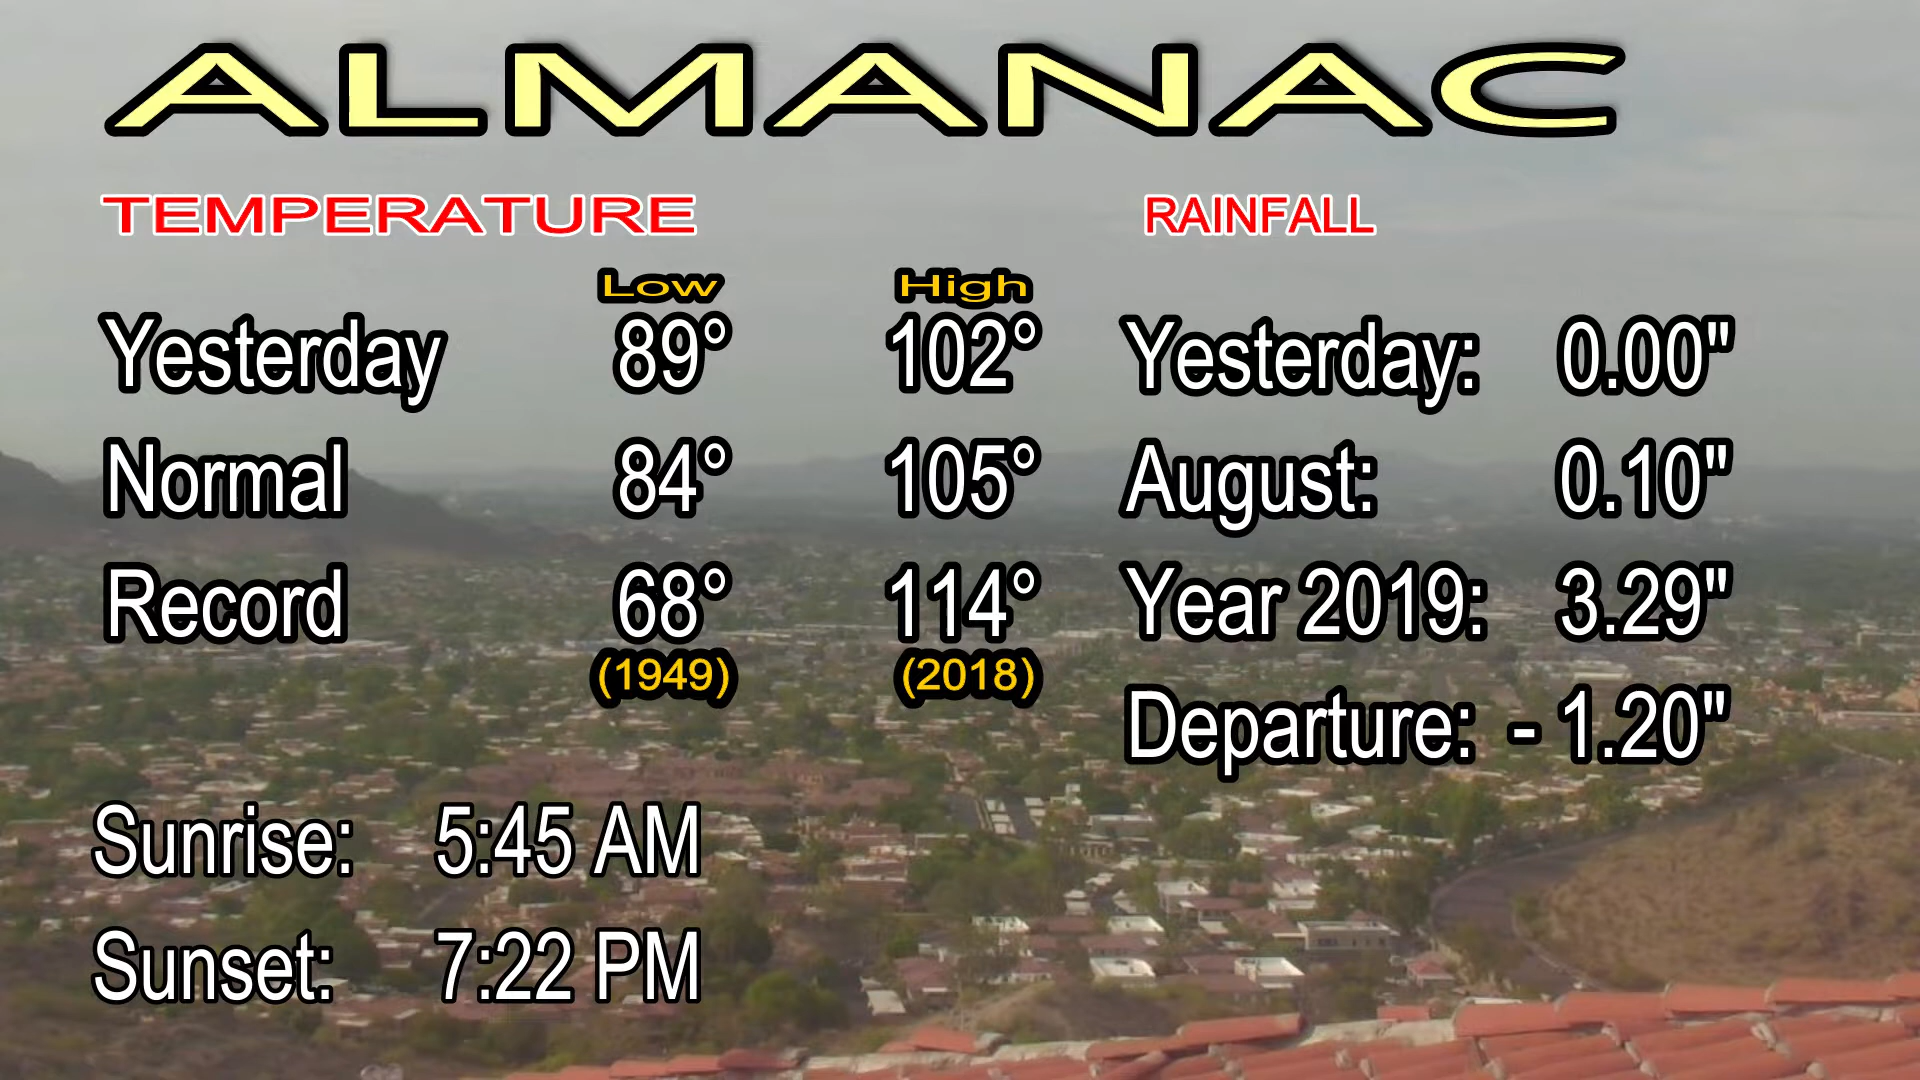 ALMANAC
TEMPERATURE
Low High
Yesterday 89° 102°
Normal 84° 105°
Record 68° 114°
(1949) (2018)
RAINFALL
Yesterday: 0.00"
August: 0.10"
Year 2019: 3.29"
Departure: - 1.20"
Sunrise: 5:45 AM
Sunset: 7:22 PM